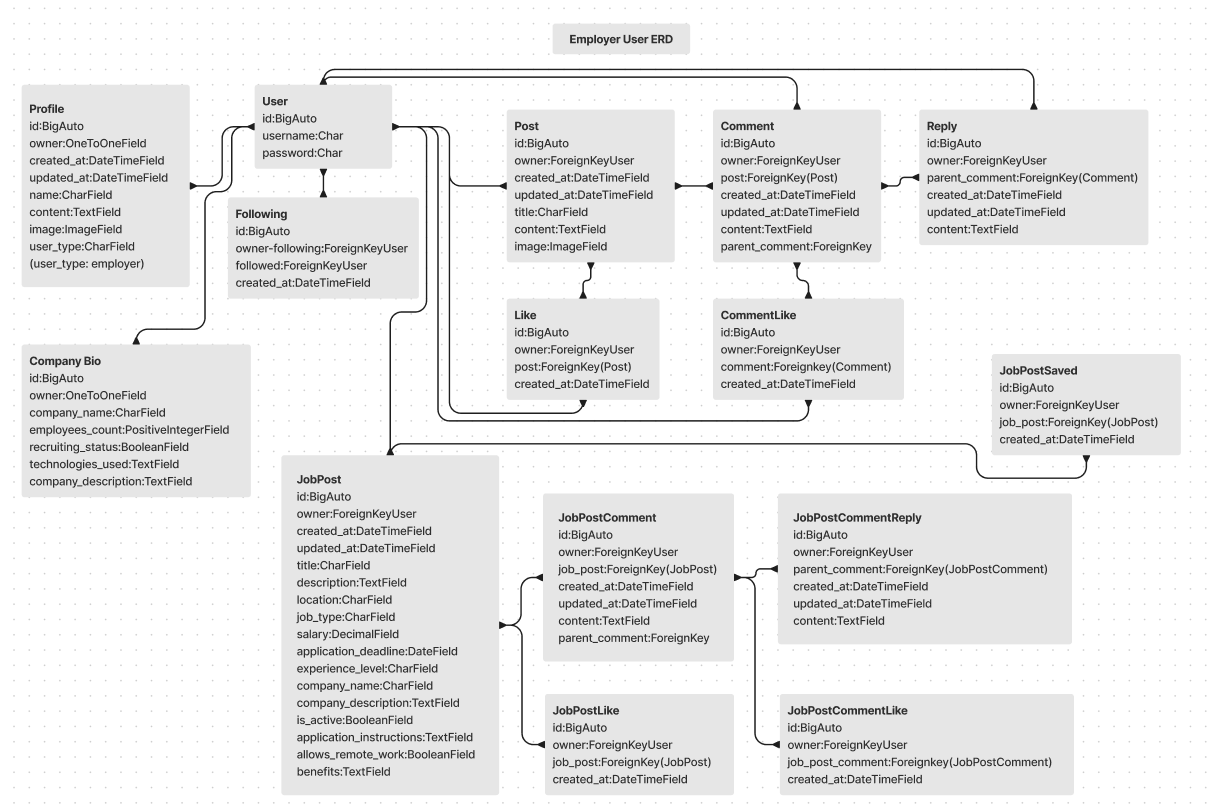 Employer User ERD
Profile
id:BigAuto
owner:OneToOneField
created_at:DateTimeField
updated_at:DateTimeField
name:CharField
content:TextField
image:ImageField
user_type:CharField
(user_type: employer)
User
id:BigAuto
username:Char
password:Char
Following
id:BigAuto
owner-following:ForeignKeyUser
followed:ForeignKeyUser
created_at:DateTimeField
Post
id:BigAuto
owner:ForeignKeyUser
created_at:DateTimeField
updated_at:DateTimeField
title:CharField
content:TextField
image:ImageField
Comment
id:BigAuto
owner:ForeignKeyUser
post:ForeignKey(Post)
created_at:DateTimeField
updated_at:DateTimeField
content:TextField
parent_comment:ForeignKey
Reply
id:BigAuto
owner:ForeignKeyUser
parent_comment:ForeignKey(Comment)
created_at:DateTimeField
updated_at:DateTimeField
content:TextField
Like
id:BigAuto
owner:ForeignKeyUser
post:ForeignKey(Post)
created_at:DateTimeField
CommentLike
id:BigAuto
owner:ForeignKeyUser
comment:Foreignkey(Comment)
created_at:DateTimeField
Company Bio
id:BigAuto
owner:OneToOneField
company_name:CharField
employees_count:PositiveIntegerField
recruiting_status:BooleanField
technologies_used:TextField
company_description:TextField
JobPostSaved
id:BigAuto
owner:ForeignKeyUser
job_post:ForeignKey(JobPost)
created_at:DateTimeField
JobPost
id:BigAuto
owner:ForeignKeyUser
created_at:DateTimeField
updated_at:DateTimeField
title:CharField
description:TextField
location:CharField
job_type:CharField
salary:DecimalField
application_deadline:DateField
experience_level:CharField
company_name:CharField
company_description:TextField
is_active:BooleanField
application_instructions:TextField
allows_remote_work:BooleanField
benefits:TextField
JobPostComment
id:BigAuto
owner:ForeignKeyUser
job_post:ForeignKey(JobPost)
created_at:DateTimeField
updated_at:DateTimeField
content:TextField
parent_comment:ForeignKey
JobPostCommentReply
id:BigAuto
owner:ForeignKeyUser
parent_comment:ForeignKey(JobPostComment)
created_at:DateTimeField
updated_at:DateTimeField
content:TextField
JobPostLike
id:BigAuto
owner:ForeignKeyUser
job_post:ForeignKey(JobPost)
created_at:DateTimeField
JobPostCommentLike
id:BigAuto
owner:ForeignKeyUser
job_post_comment:Foreignkey(JobPostComment)
created_at:DateTimeField